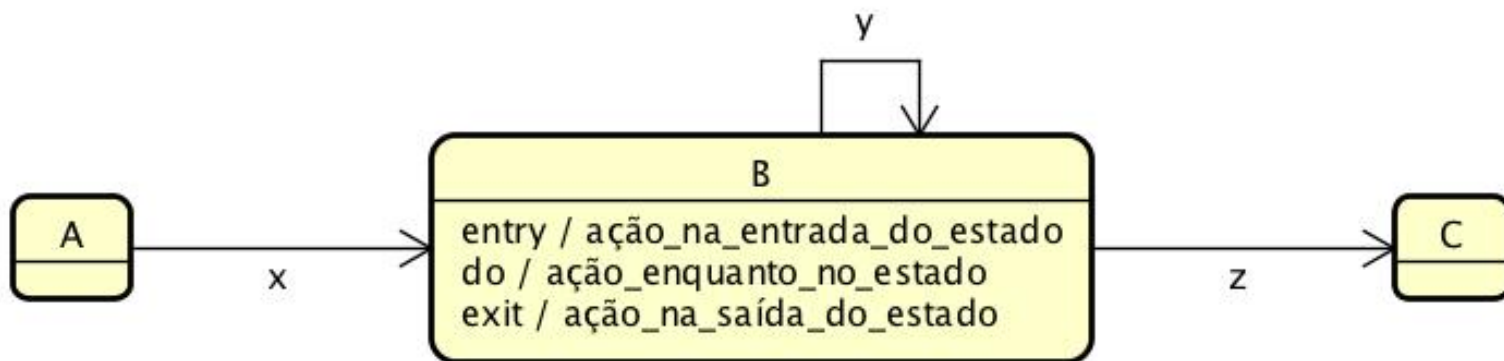 y
B
A
entry / ação_na_entrada_do_estado
do / ação_enquanto_no_estado
exit / ação_na_saída_do_estado
C
x
z